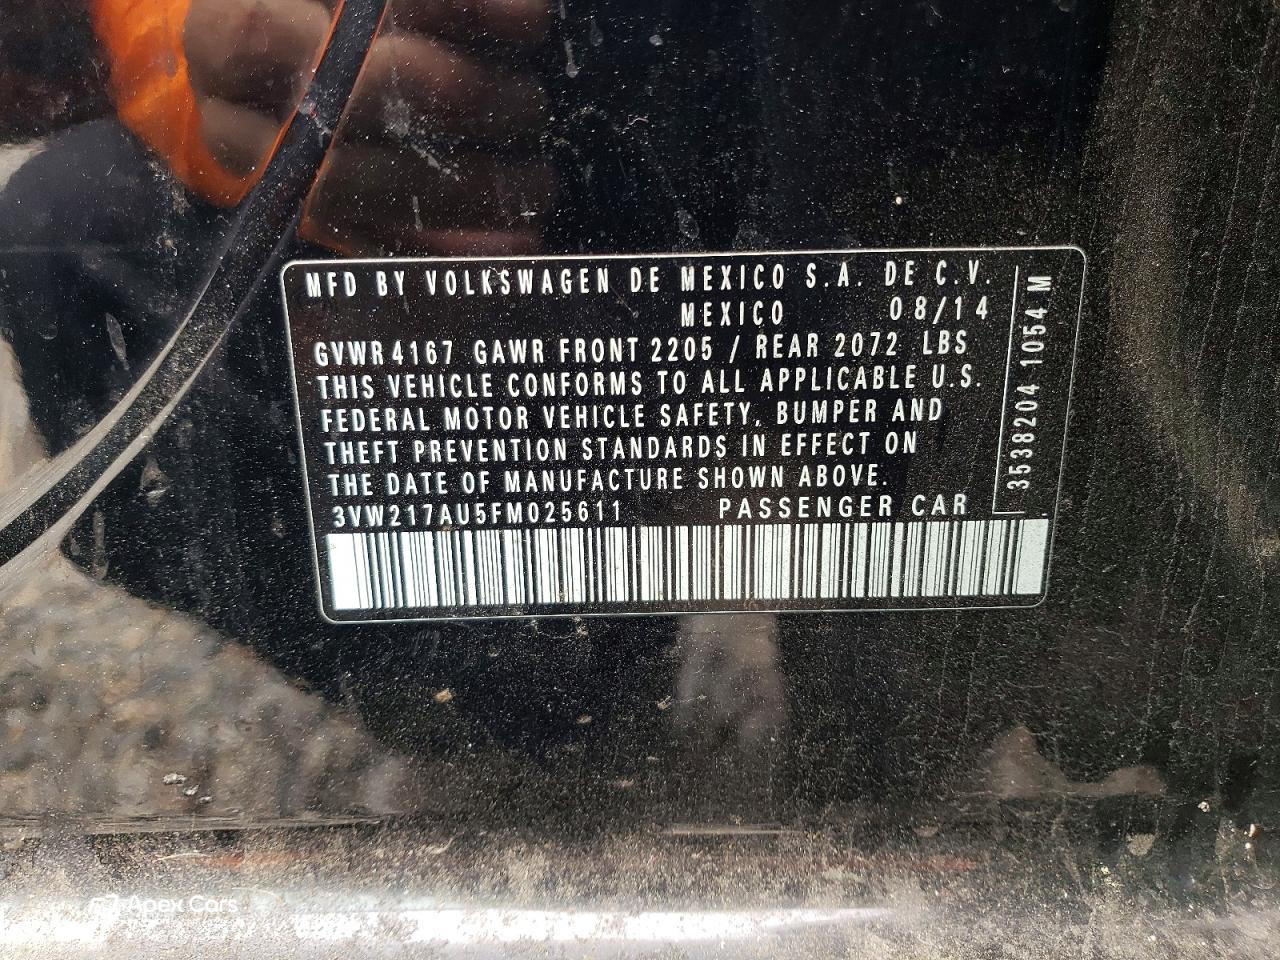 MFD BY VOLKSWAGEN DE MEXICO S.A. DE C.V.
MEXICO 08/14
GVWR 4167 GAWR FRONT 2205 / REAR 2072 LBS
THIS VEHICLE CONFORMS TO ALL APPLICABLE U.S.
FEDERAL MOTOR VEHICLE SAFETY, BUMPER AND
THEFT PREVENTION STANDARDS IN EFFECT ON
THE DATE OF MANUFACTURE SHOWN ABOVE.
3VW217AU5FM025611 PASSENGER CAR
3538204 1054 M
Apex Cars